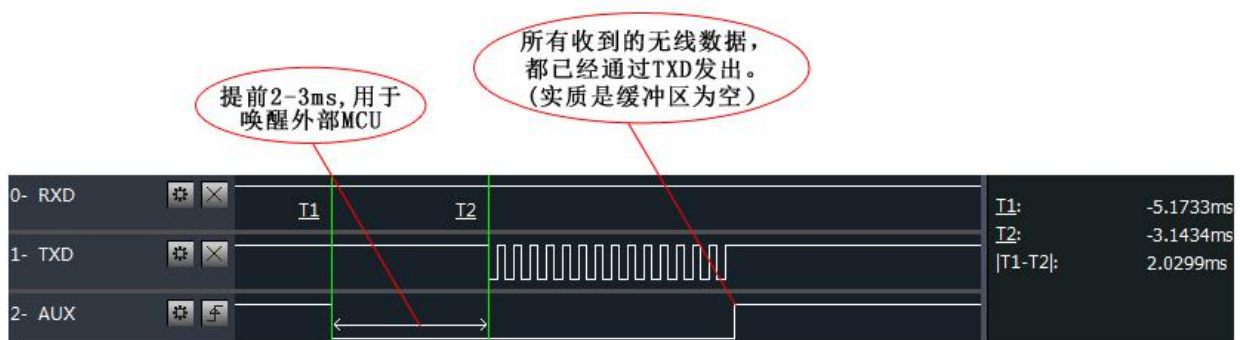 所有收到的无线数据，
都已经通过TXD发出。
(实质是缓冲区为空)
提前2-3ms,用于
唤醒外部MCU
0- RXD
T1
T2
1- TXD
2- AUX
T1: -5.1733ms
T2: -3.1434ms
|T1-T2|: 2.0299ms